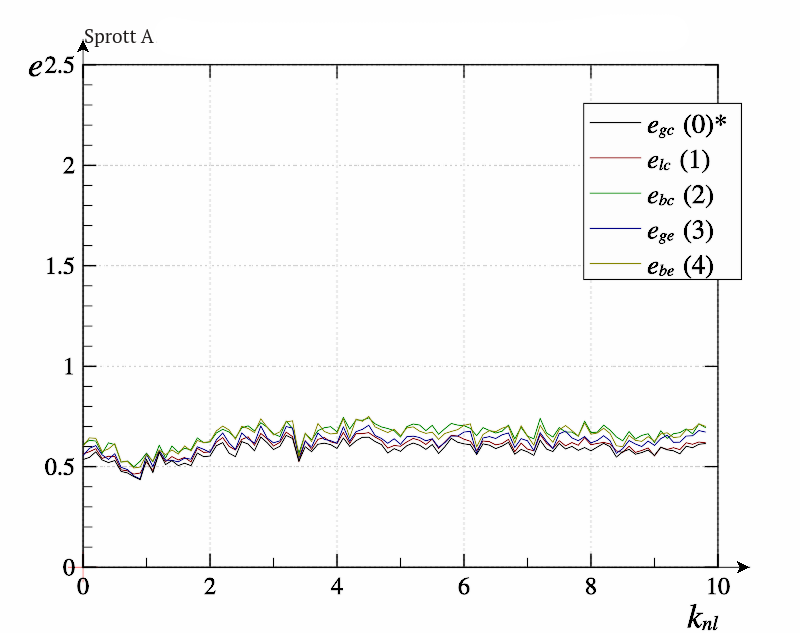 Sprott A
e
2.5
2
1.5
1
0.5
0
e_gc (0)*
e_lc (1)
e_bc (2)
e_ge (3)
e_be (4)
0 2 4 6 8 10
k_nl